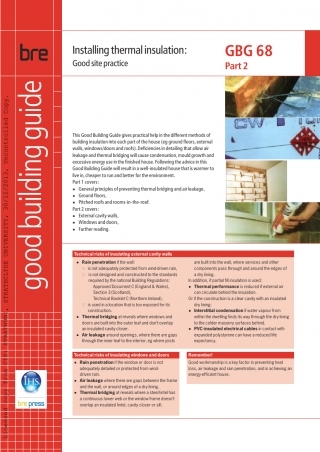 bre
Installing thermal insulation:
Good site practice
GBG 68
Part 2
good building guide
This Good Building Guide gives practical help in the different methods of
building insulation into each part of the house (eg ground floors, external
walls, windows/doors and roofs). Deficiencies in detailing that allow air
leakage and thermal bridging will cause condensation, mould growth and
excessive energy use in the finished house. Following the advice in this
Good Building Guide will result in a well-insulated house that is warmer to
live in, cheaper to run and better for the environment.
Part 1 covers:
• General principles of preventing thermal bridging and air leakage,
• Ground floors,
• Pitched roofs and rooms-in-the-roof.
Part 2 covers:
• External cavity walls,
• Windows and doors,
• Further reading.
Technical risks of insulating external cavity walls
• Rain penetration if the wall:
– is not adequately protected from wind-driven rain,
– is not designed and constructed to the standards
required by the national Building Regulations:
Approved Document C (England & Wales),
Section 3 (Scotland),
Technical Booklet C (Northern Ireland),
– is used in a location that is too exposed for its
construction.
• Thermal bridging at reveals where windows and
doors are built into the outer leaf and don't overlap
an insulated cavity closer.
• Air leakage around openings, where there are gaps
through the inner leaf to the interior, eg where joists
are built into the wall, where services and other
components pass through and around the edges of
a dry lining.
In addition, if partial fill insulation is used:
• Thermal performance is reduced if external air
can circulate behind the insulation.
Or if the construction is a clear cavity with an insulated
dry lining:
• Interstitial condensation if water vapour from
within the dwelling finds its way through the dry lining
to the colder masonry surfaces behind.
• PVC-insulated electrical cables in contact with
expanded polystyrene can have a reduced life
expectancy.
Technical risks of insulating windows and doors
• Rain penetration if the window or door is not
adequately detailed or protected from wind-
driven rain.
• Air leakage where there are gaps between the frame
and the wall, or around edges of dry lining.
• Thermal bridging at reveals where a steel lintel has
a continuous lower web or the window frame doesn't
overlap an insulated lintel, cavity closer or sill.
Remember!
Good workmanship is a key factor in preventing heat
loss, air leakage and rain penetration, and in achieving an
energy-efficient house.
IHS
bre press